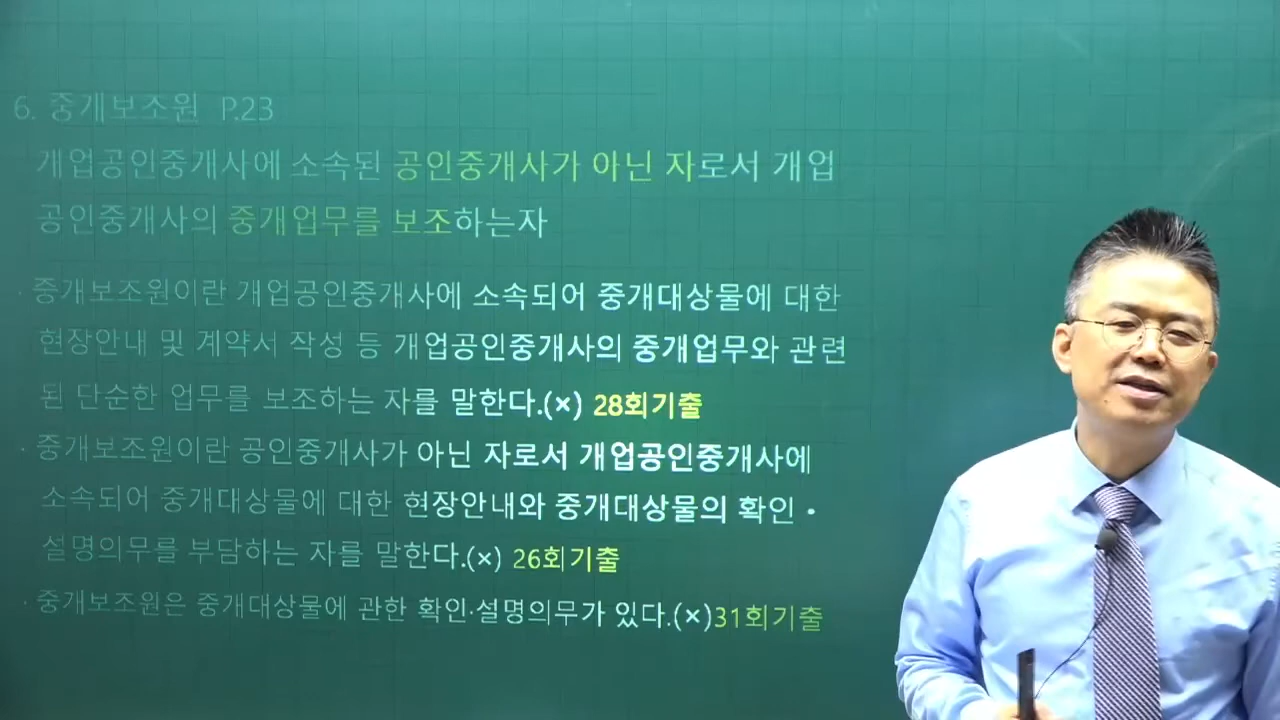 6. 중개보조원 P.23
개업공인중개사에 소속된 공인중개사가 아닌 자로서 개업
공인중개사의 중개업무를 보조하는자
· 중개보조원이란 개업공인중개사에 소속되어 중개대상물에 대한
현장안내 및 계약서 작성 등 개업공인중개사의 중개업무와 관련
된 단순한 업무를 보조하는 자를 말한다.(×) 28회기출
· 중개보조원이란 공인중개사가 아닌 자로서 개업공인중개사에
소속되어 중개대상물에 대한 현장안내와 중개대상물의 확인·
설명의무를 부담하는 자를 말한다.(×) 26회기출
· 중개보조원은 중개대상물에 관한 확인·설명의무가 있다.(×)31회기출